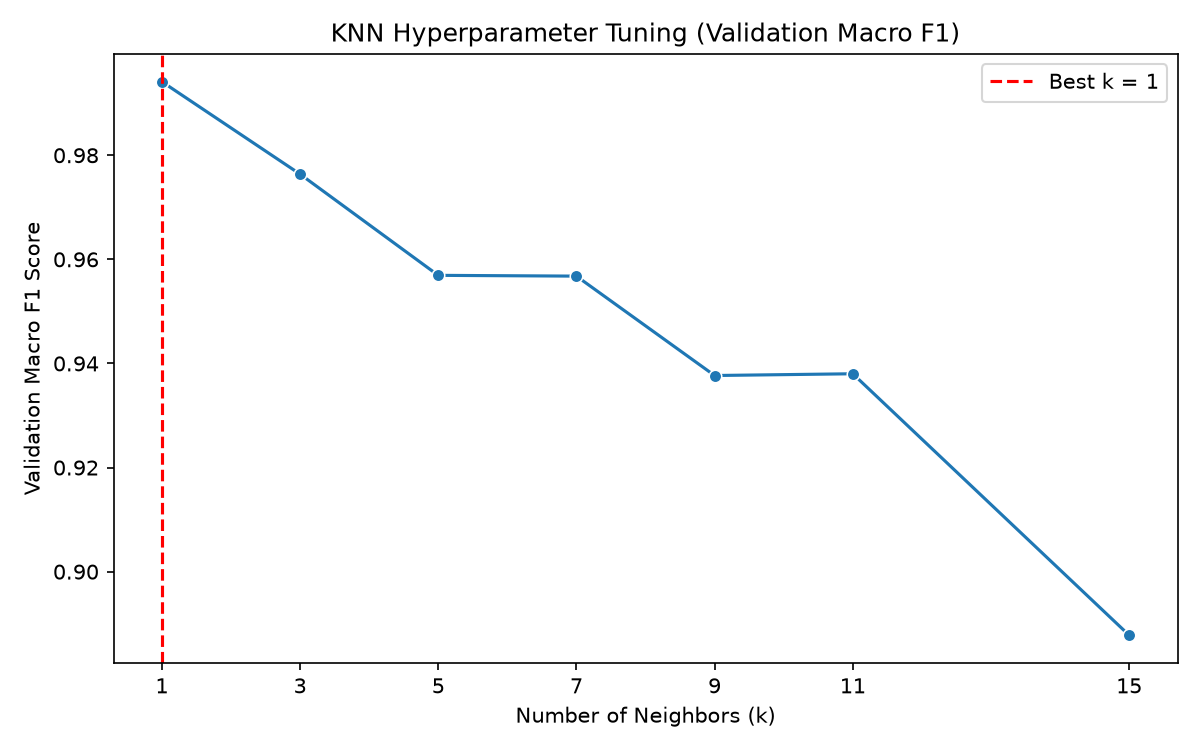 KNN Hyperparameter Tuning (Validation Macro F1)
Best k = 1
Validation Macro F1 Score
0.98
0.96
0.94
0.92
0.90
1 3 5 7 9 11 15
Number of Neighbors (k)